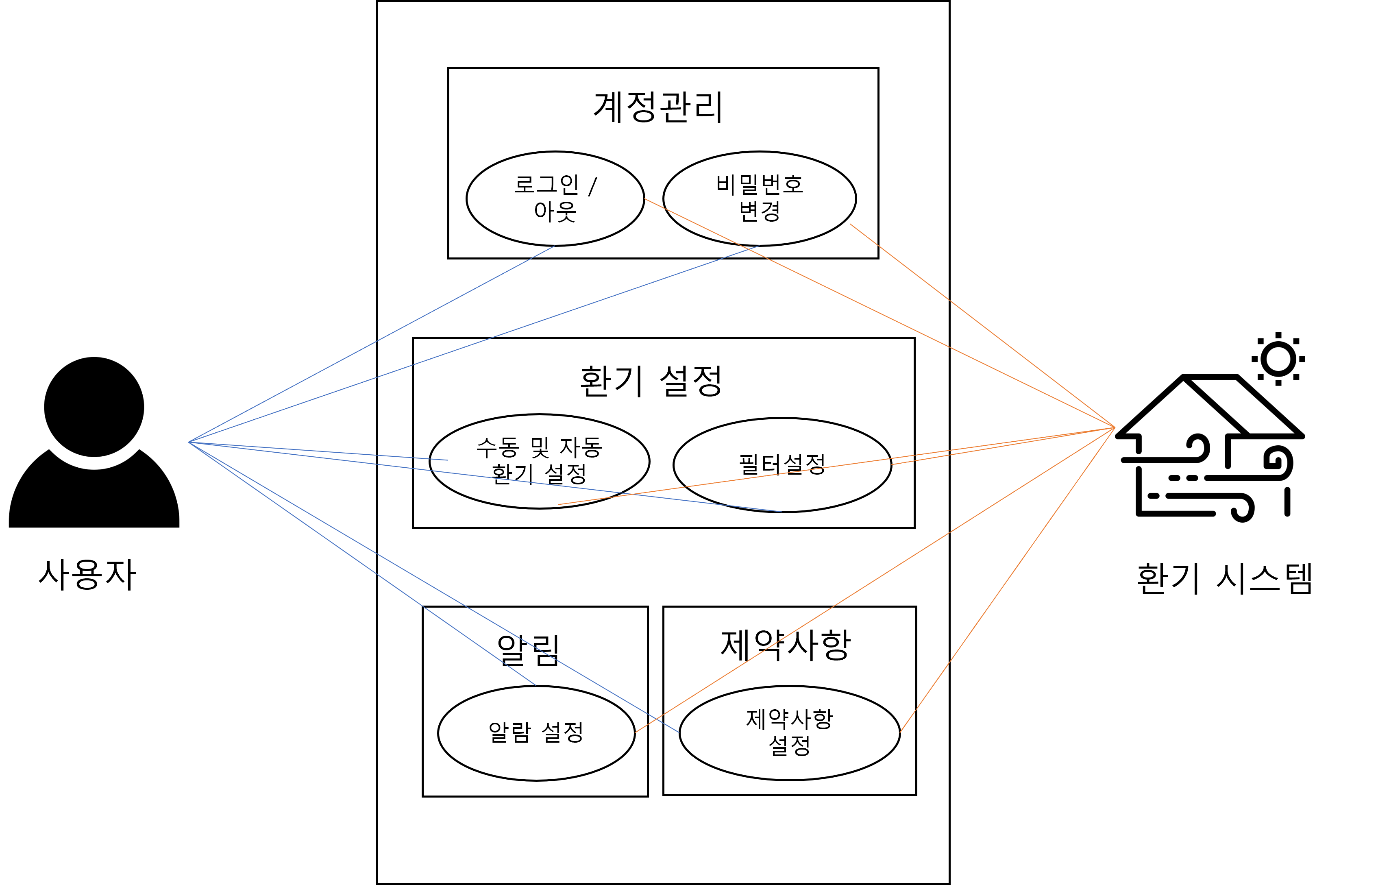 계정관리
로그인 /
아웃
비밀번호
변경
환기 설정
수동 및 자동
환기 설정
필터설정
사용자
환기 시스템
알림
알람 설정
제약사항
제약사항
설정